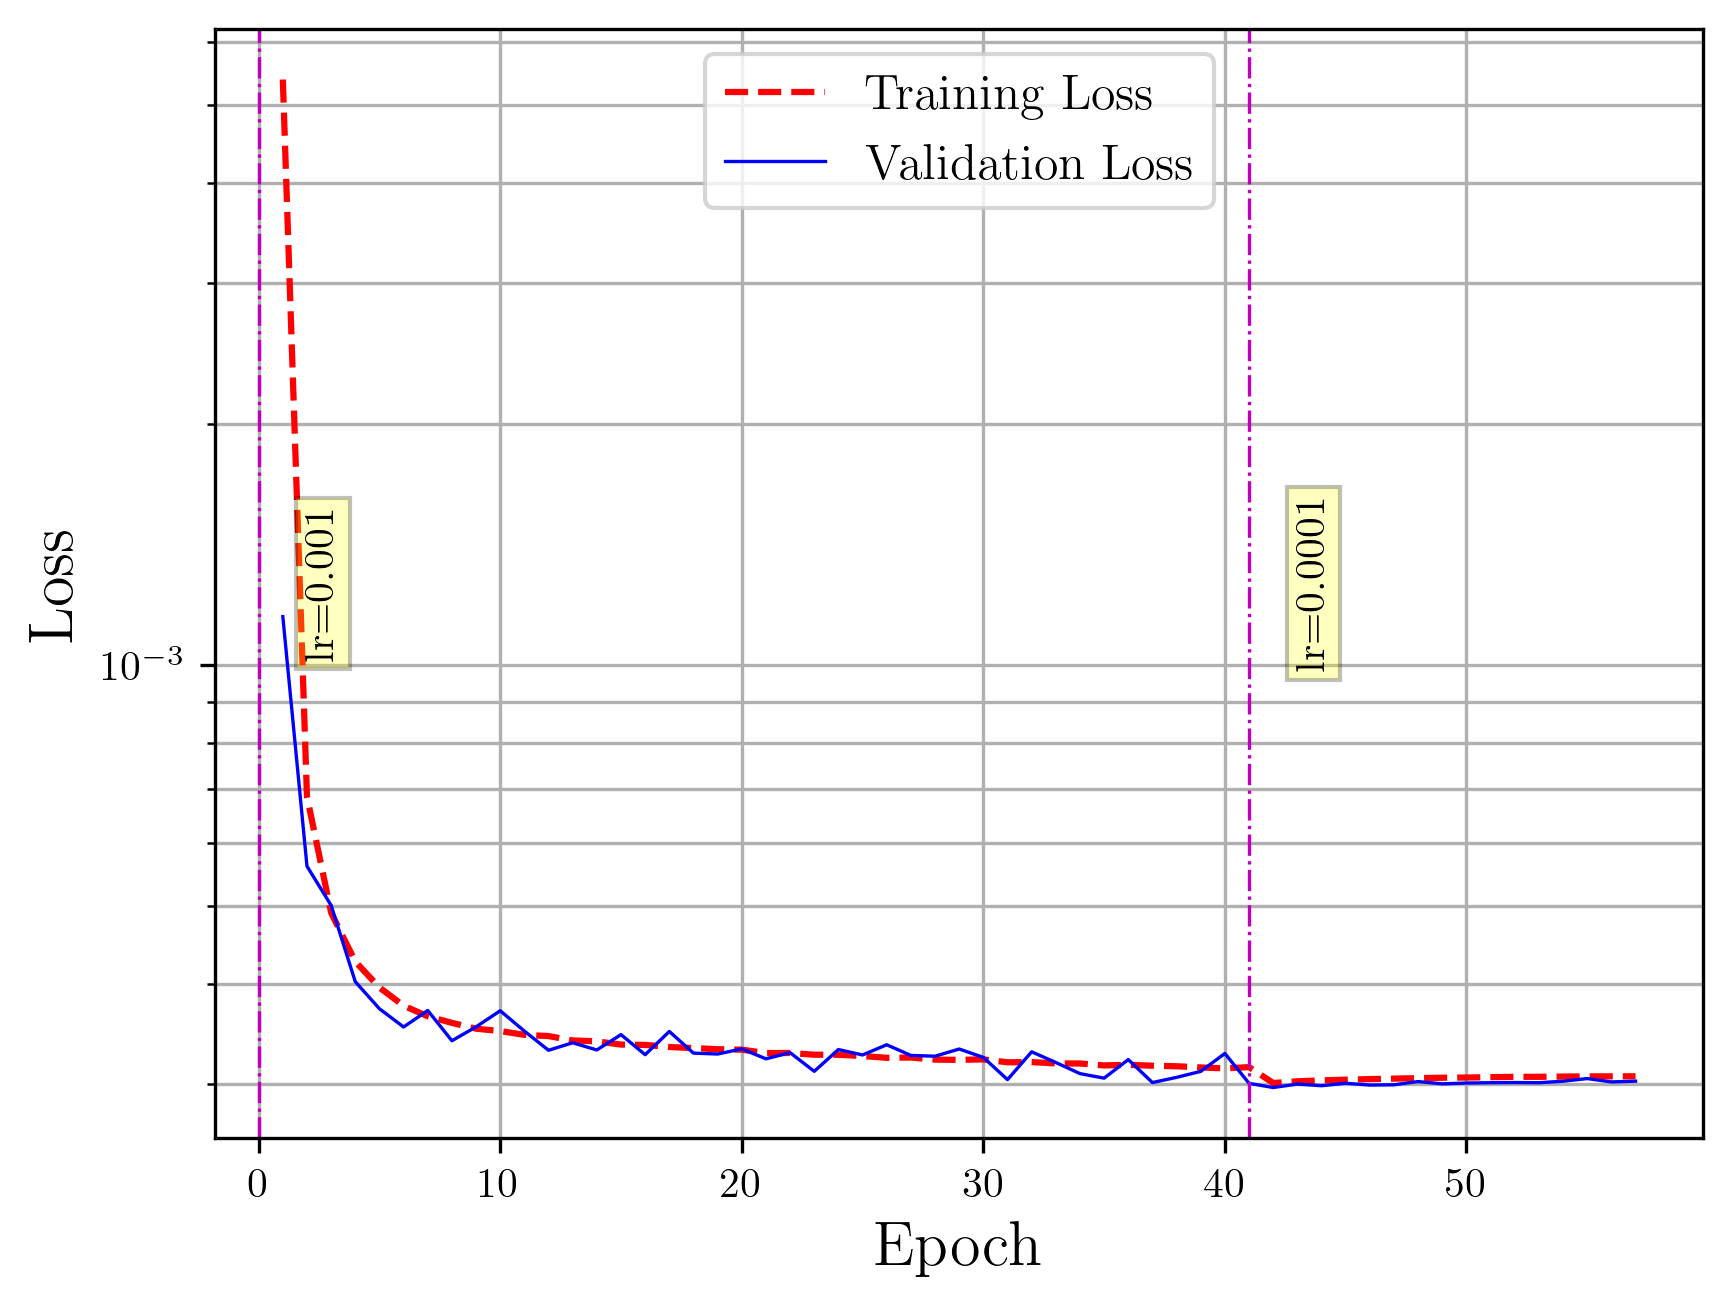 Training Loss
Validation Loss
Loss
10⁻³
lr=0.001
lr=0.0001
0 10 20 30 40 50
Epoch